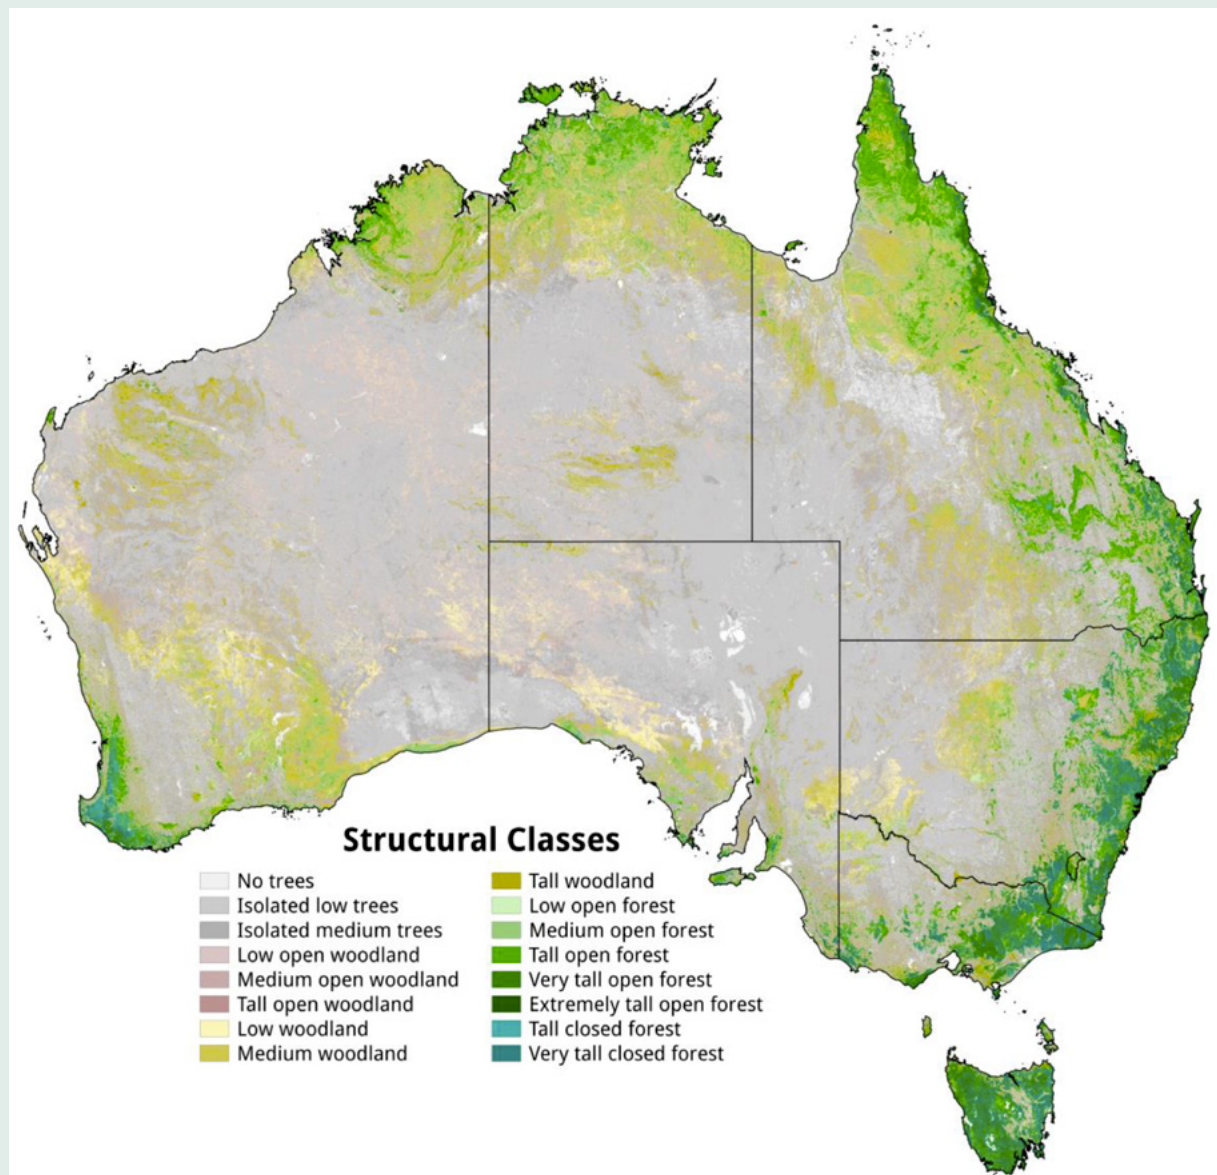 Structural Classes
No trees
Isolated low trees
Isolated medium trees
Low open woodland
Medium open woodland
Tall open woodland
Low woodland
Medium woodland
Tall woodland
Low open forest
Medium open forest
Tall open forest
Very tall open forest
Extremely tall open forest
Tall closed forest
Very tall closed forest